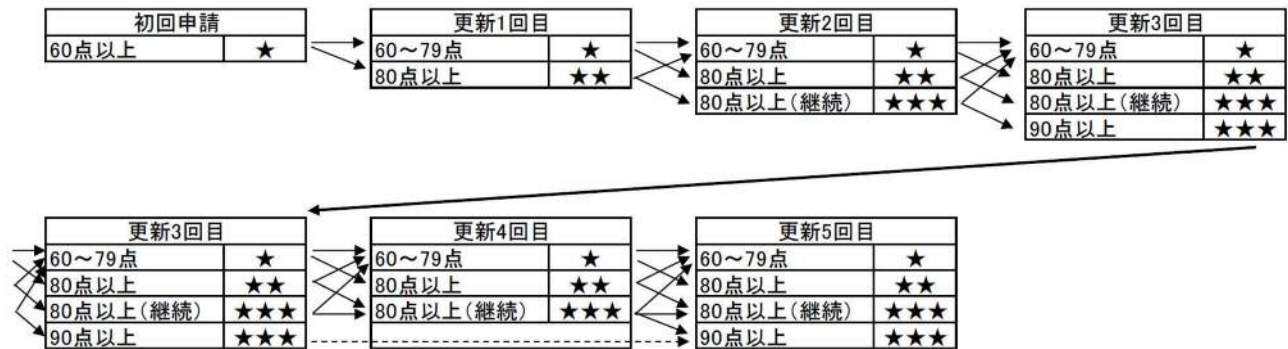 初回申請
60点以上 ★
更新1回目
60～79点 ★
80点以上 ★★
更新2回目
60～79点 ★
80点以上 ★★
80点以上(継続) ★★★
更新3回目
60～79点 ★
80点以上 ★★
80点以上(継続) ★★★
90点以上 ★★★
更新3回目
60～79点 ★
80点以上 ★★
80点以上(継続) ★★★
90点以上 ★★★
更新4回目
60～79点 ★
80点以上 ★★
80点以上(継続) ★★★
更新5回目
60～79点 ★
80点以上 ★★
80点以上(継続) ★★★
90点以上 ★★★